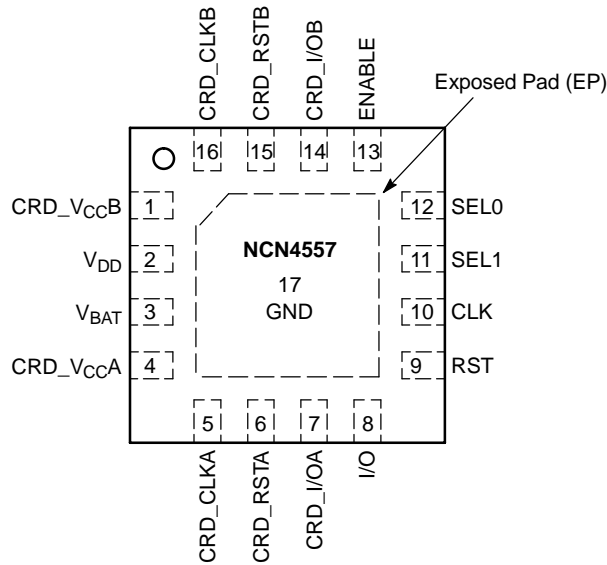 CRD_CLKB
CRD_RSTB
CRD_I/OB
ENABLE
Exposed Pad (EP)
16
15
14
13
CRD_VCCB
1
12
SEL0
VDD
2
NCN4557
11
SEL1
VBAT
3
17
GND
10
CLK
CRD_VCCA
4
9
RST
5
6
7
8
CRD_CLKA
CRD_RSTA
CRD_I/OA
I/O